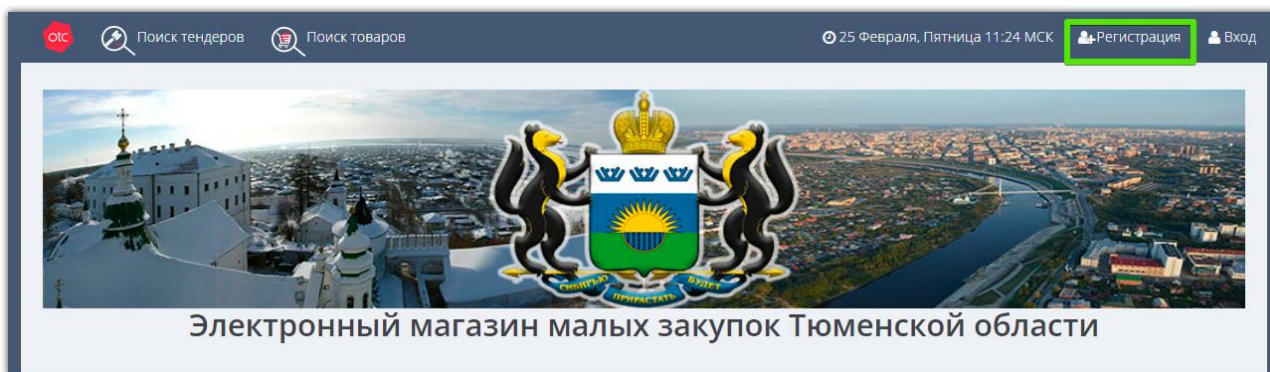 otc Поиск тендеров Поиск товаров 25 Февраля, Пятница 11:24 МСК Регистрация Вход
СИБИРЬЮ ПРИРАСТАТЬ БУДЕТ
Электронный магазин малых закупок Тюменской области